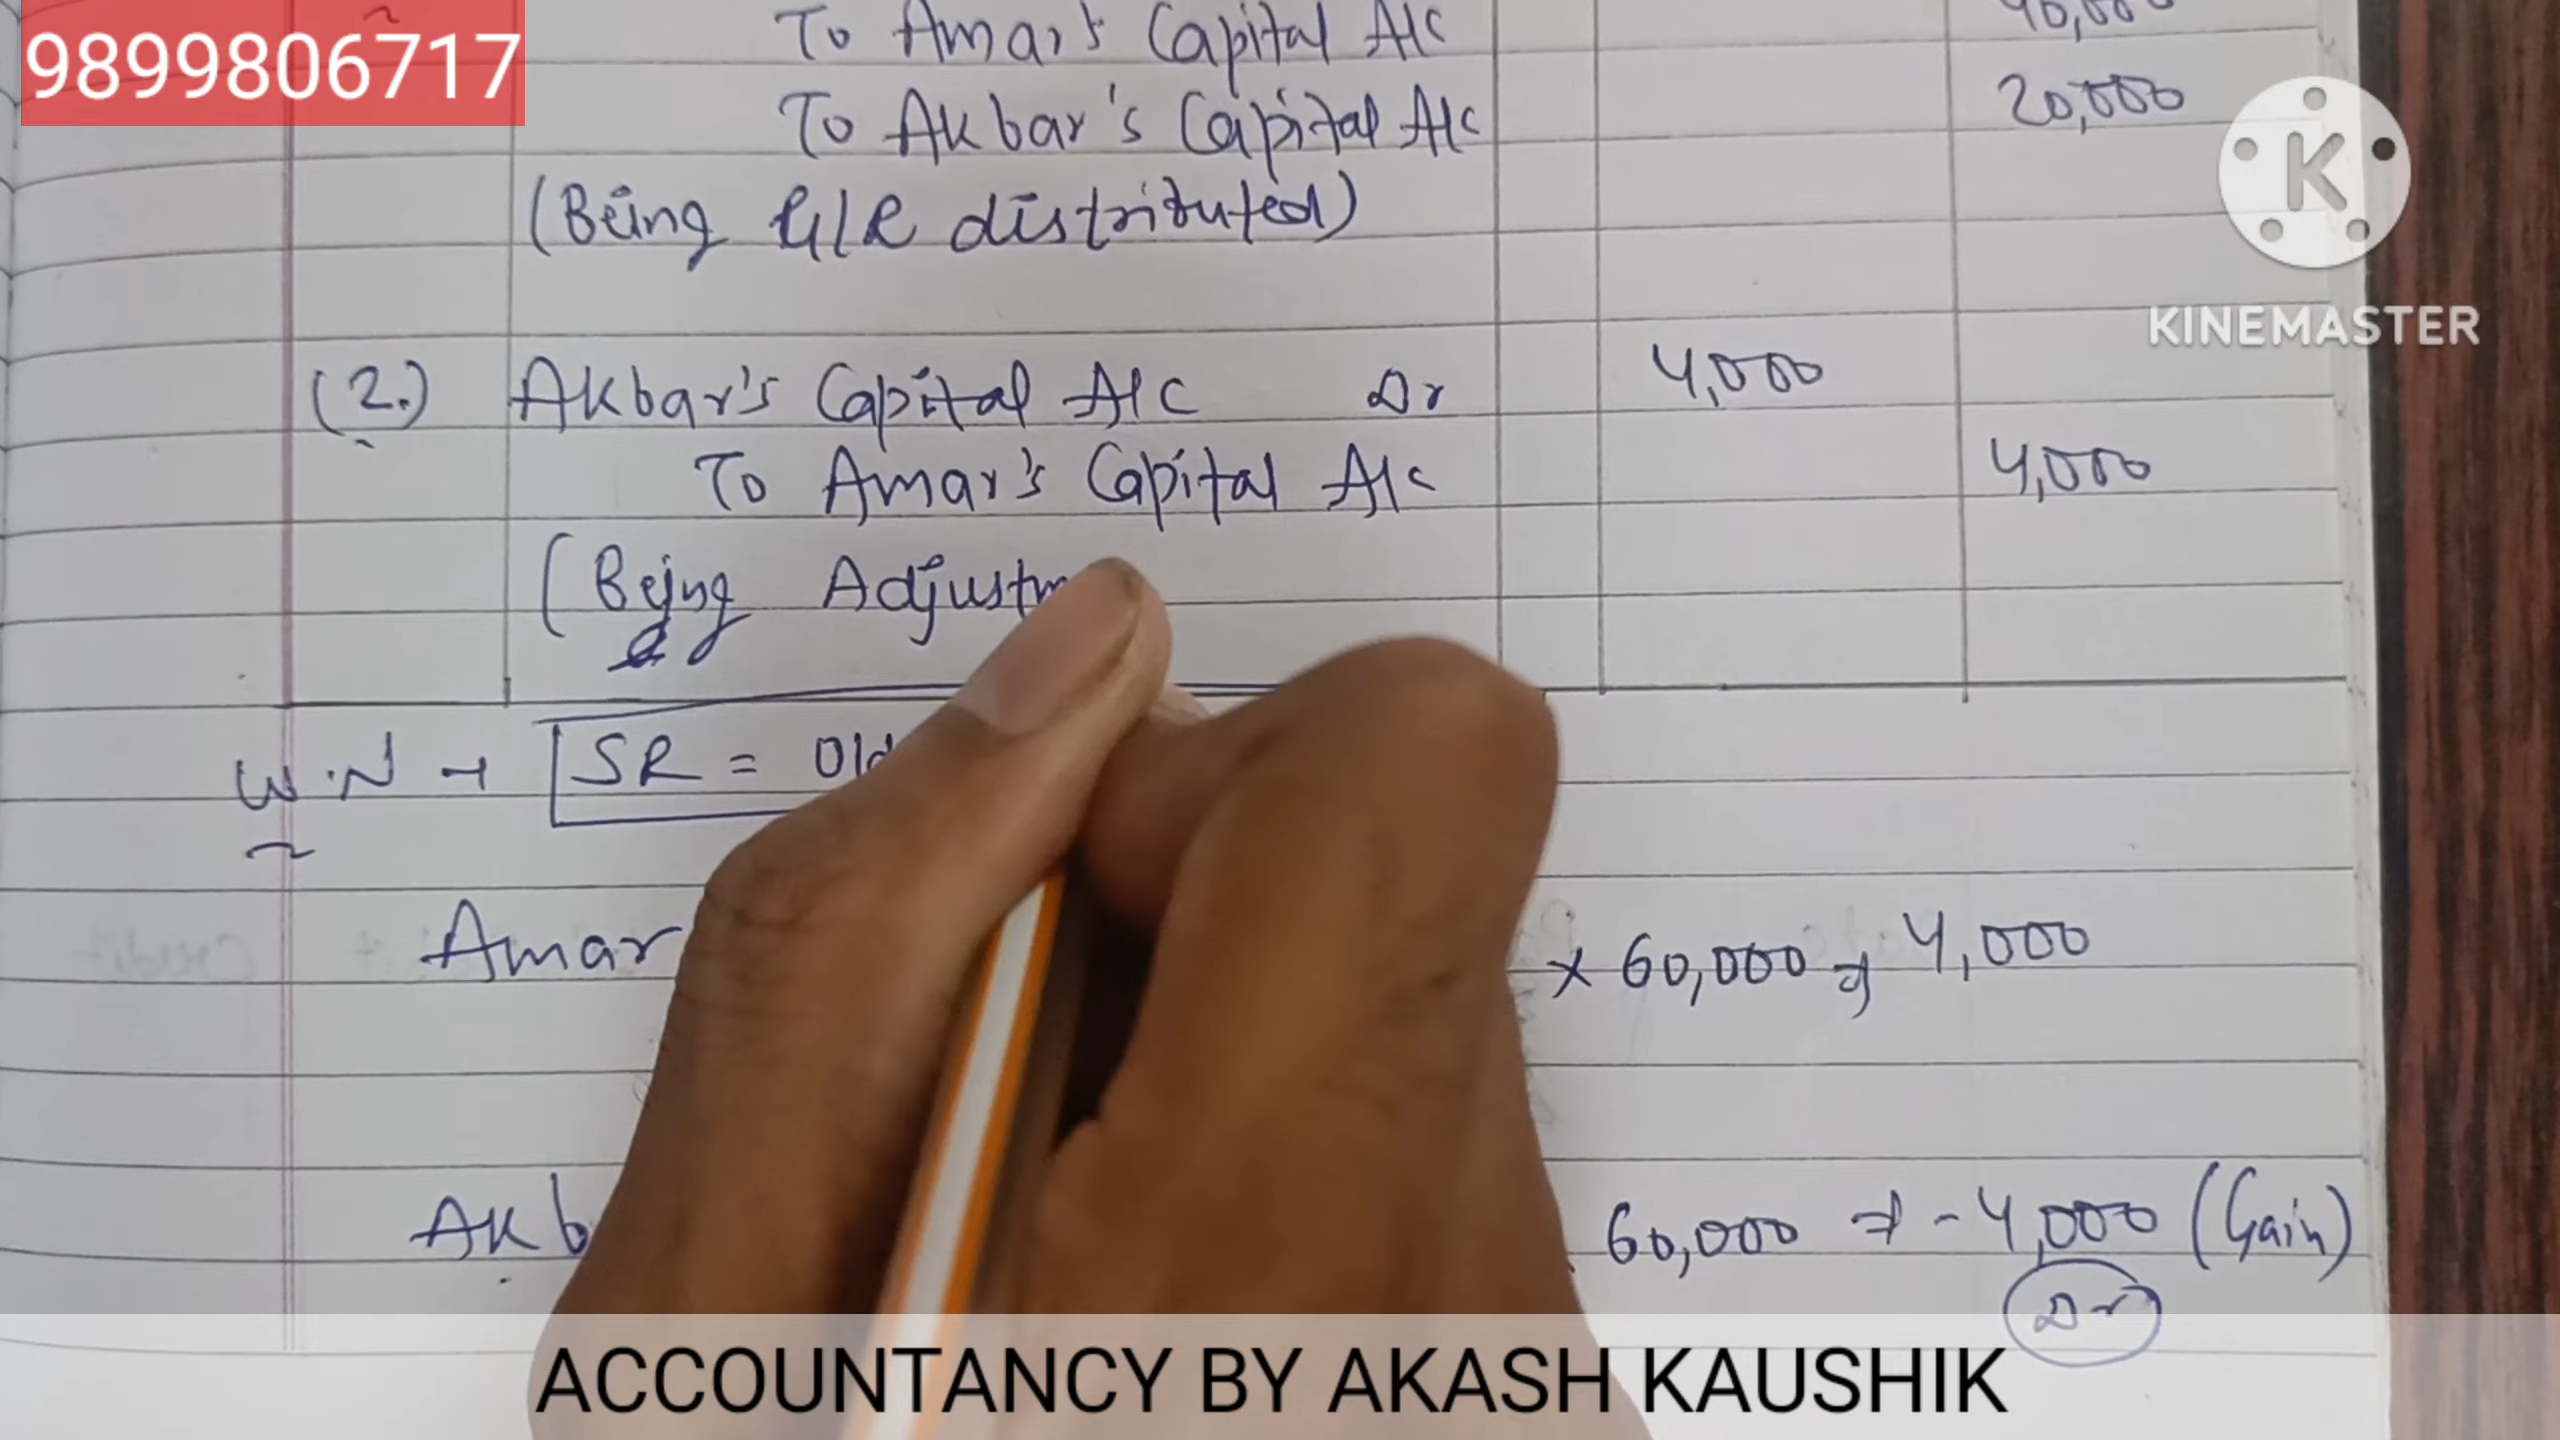 9899806717
To Amar's Capital A/c 40,000
To Akbar's Capital A/c 20,000
(Being G/R distributed)
(2.) Akbar's Capital A/c Dr 4,000
To Amar's Capital A/c 4,000
(Being Adjustm
W.N → SR = Old
Amar × 60,000 ⇒ 4,000
Akb 60,000 ⇒ -4,000 (Gain)
Dr
KINEMASTER
ACCOUNTANCY BY AKASH KAUSHIK